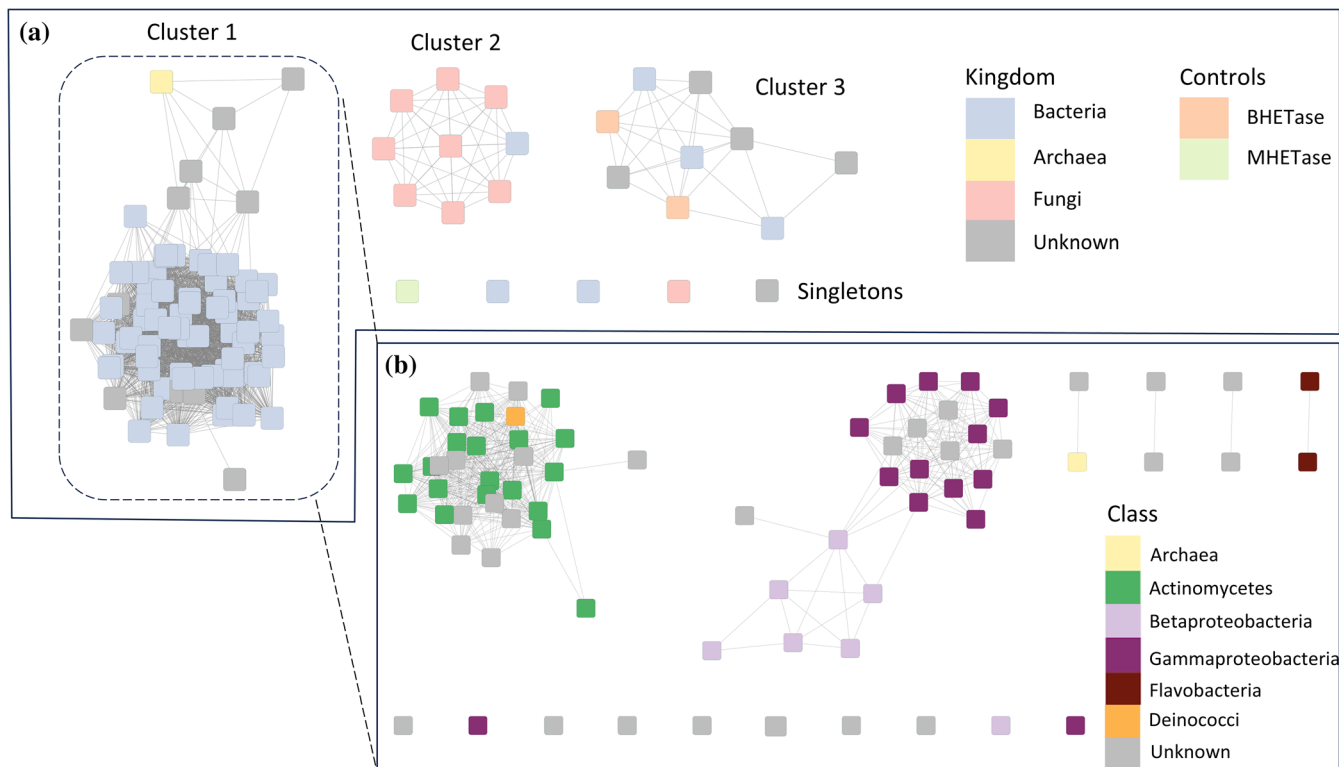 (a)
Cluster 1
Cluster 2
Cluster 3
Kingdom
Bacteria
Archaea
Fungi
Unknown
Controls
BHETase
MHETase
Singletons
(b)
Class
Archaea
Actinomycetes
Betaproteobacteria
Gammaproteobacteria
Flavobacteria
Deinococci
Unknown